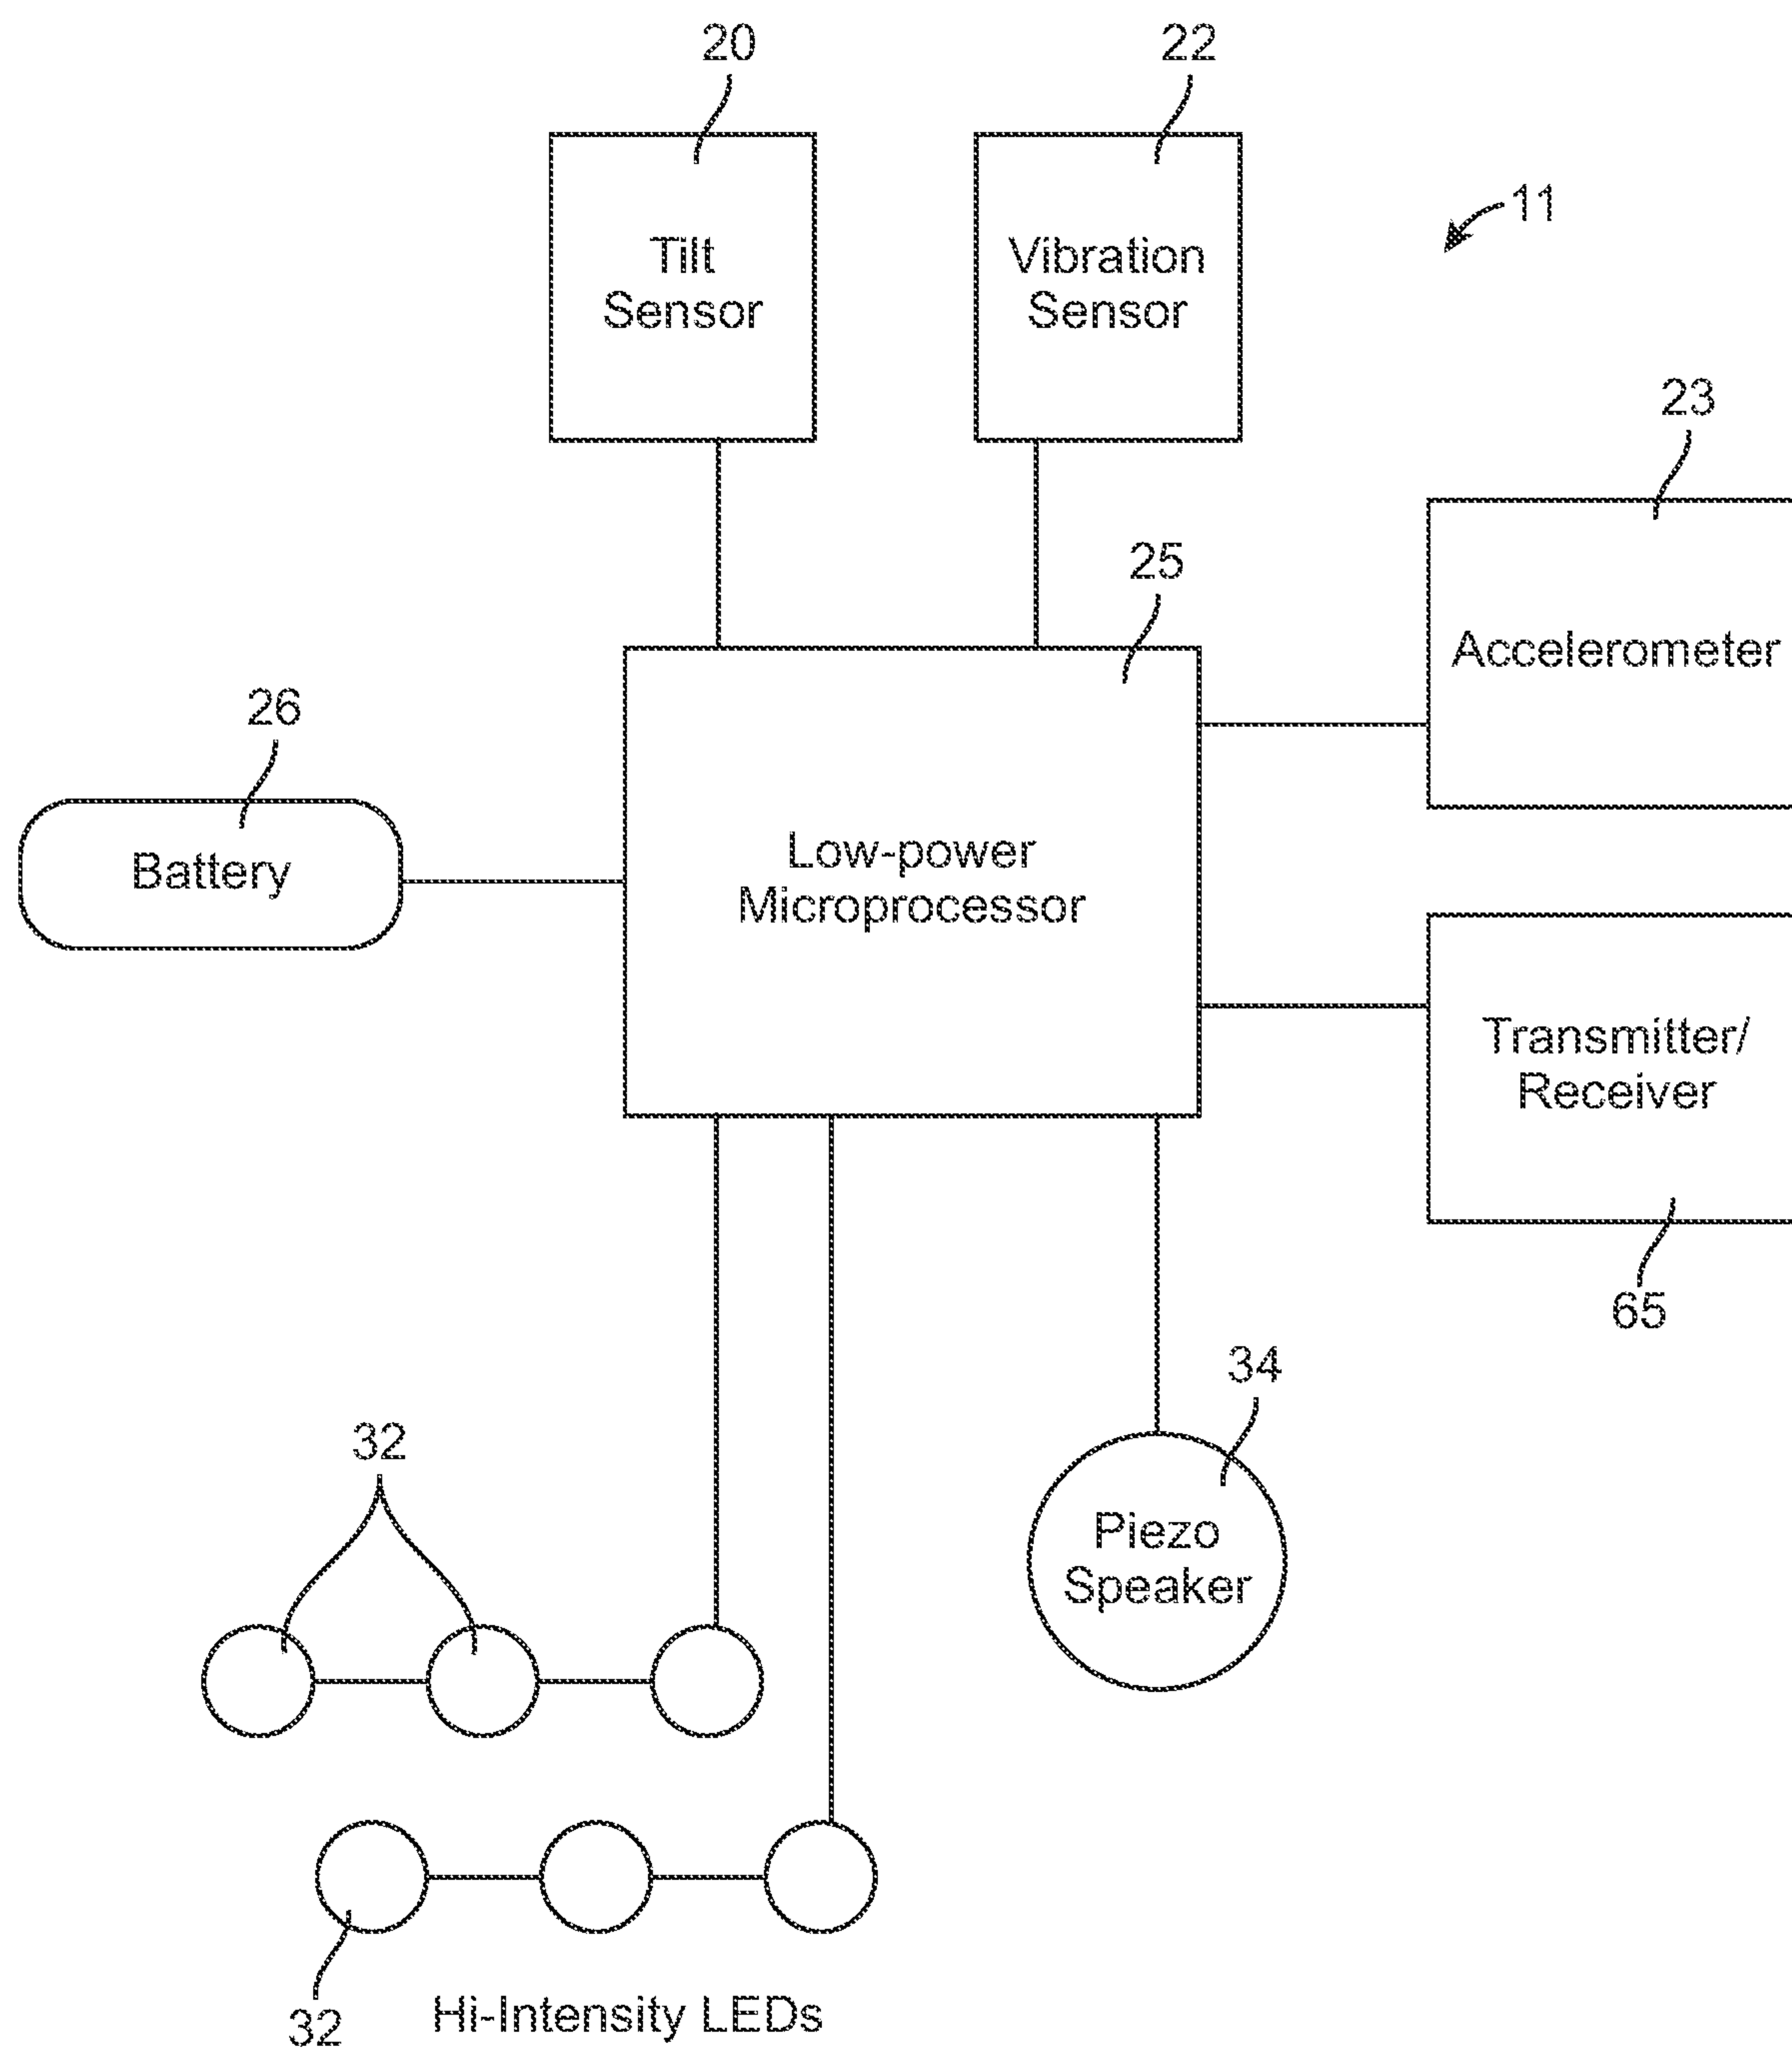 20
22
11
Tilt
Sensor
Vibration
Sensor
23
25
Accelerometer
26
Battery
Low-power
Microprocessor
Transmitter/
Receiver
65
34
32
Piezo
Speaker
32
Hi-Intensity LEDs